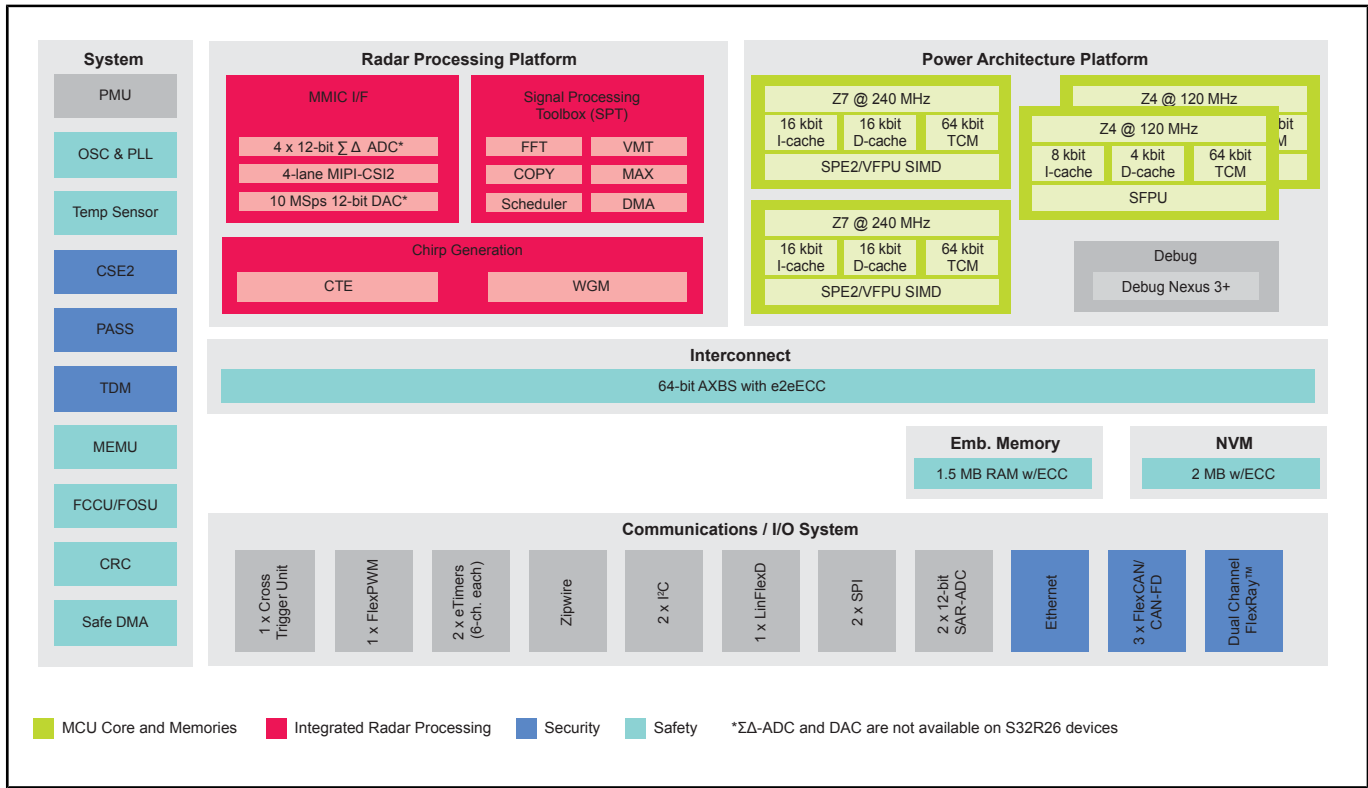 System
PMU
OSC & PLL
Temp Sensor
CSE2
PASS
TDM
MEMU
FCCU/FOSU
CRC
Safe DMA
Radar Processing Platform
MMIC I/F
4 x 12-bit ∑ Δ ADC*
4-lane MIPI-CSI2
10 MSps 12-bit DAC*
Signal Processing
Toolbox (SPT)
FFT
VMT
COPY
MAX
Scheduler
DMA
Chirp Generation
CTE
WGM
Power Architecture Platform
Z7 @ 240 MHz
16 kbit
I-cache
16 kbit
D-cache
64 kbit
TCM
SPE2/VFPU SIMD
Z7 @ 240 MHz
16 kbit
I-cache
16 kbit
D-cache
64 kbit
TCM
SPE2/VFPU SIMD
Z4 @ 120 MHz
Z4 @ 120 MHz
8 kbit
I-cache
4 kbit
D-cache
64 kbit
TCM
SFPU
Debug
Debug Nexus 3+
Interconnect
64-bit AXBS with e2eECC
Emb. Memory
1.5 MB RAM w/ECC
NVM
2 MB w/ECC
Communications / I/O System
1 x Cross
Trigger Unit
1 x FlexPWM
2 x eTimers
(6-ch. each)
Zipwire
2 x I²C
1 x LinFlexD
2 x SPI
2 x 12-bit
SAR-ADC
Ethernet
3 x FlexCAN/
CAN-FD
Dual Channel
FlexRay™
MCU Core and Memories
Integrated Radar Processing
Security
Safety
*ΣΔ-ADC and DAC are not available on S32R26 devices